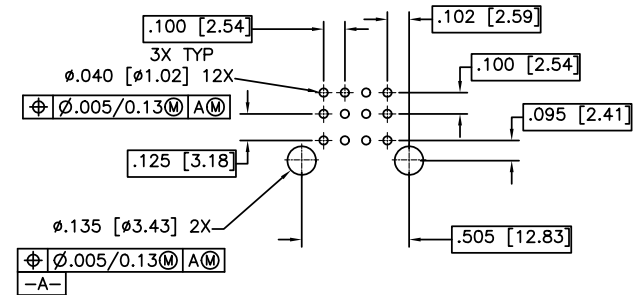 .100 [2.54]
.102 [2.59]
3X TYP
ø.040 [ø1.02] 12X
.100 [2.54]
⌖ Ø.005/0.13Ⓜ AⓂ
.095 [2.41]
.125 [3.18]
ø.135 [ø3.43] 2X
.505 [12.83]
⌖ Ø.005/0.13Ⓜ AⓂ
-A-